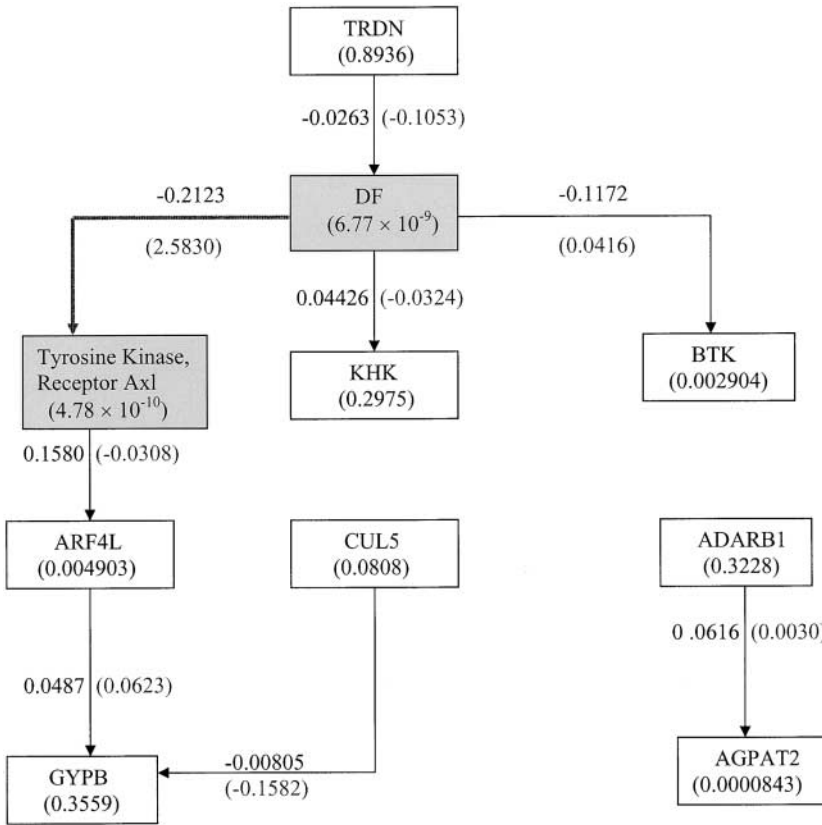 TRDN
(0.8936)
-0.0263 (-0.1053)
-0.2123
DF
(6.77 × 10⁻⁹)
-0.1172
(2.5830)
(0.0416)
0.04426 (-0.0324)
Tyrosine Kinase,
Receptor Axl
(4.78 × 10⁻¹⁰)
KHK
(0.2975)
BTK
(0.002904)
0.1580 (-0.0308)
ARF4L
(0.004903)
CUL5
(0.0808)
ADARB1
(0.3228)
0 .0616 (0.0030)
0.0487 (0.0623)
-0.00805
(-0.1582)
GYPB
(0.3559)
AGPAT2
(0.0000843)